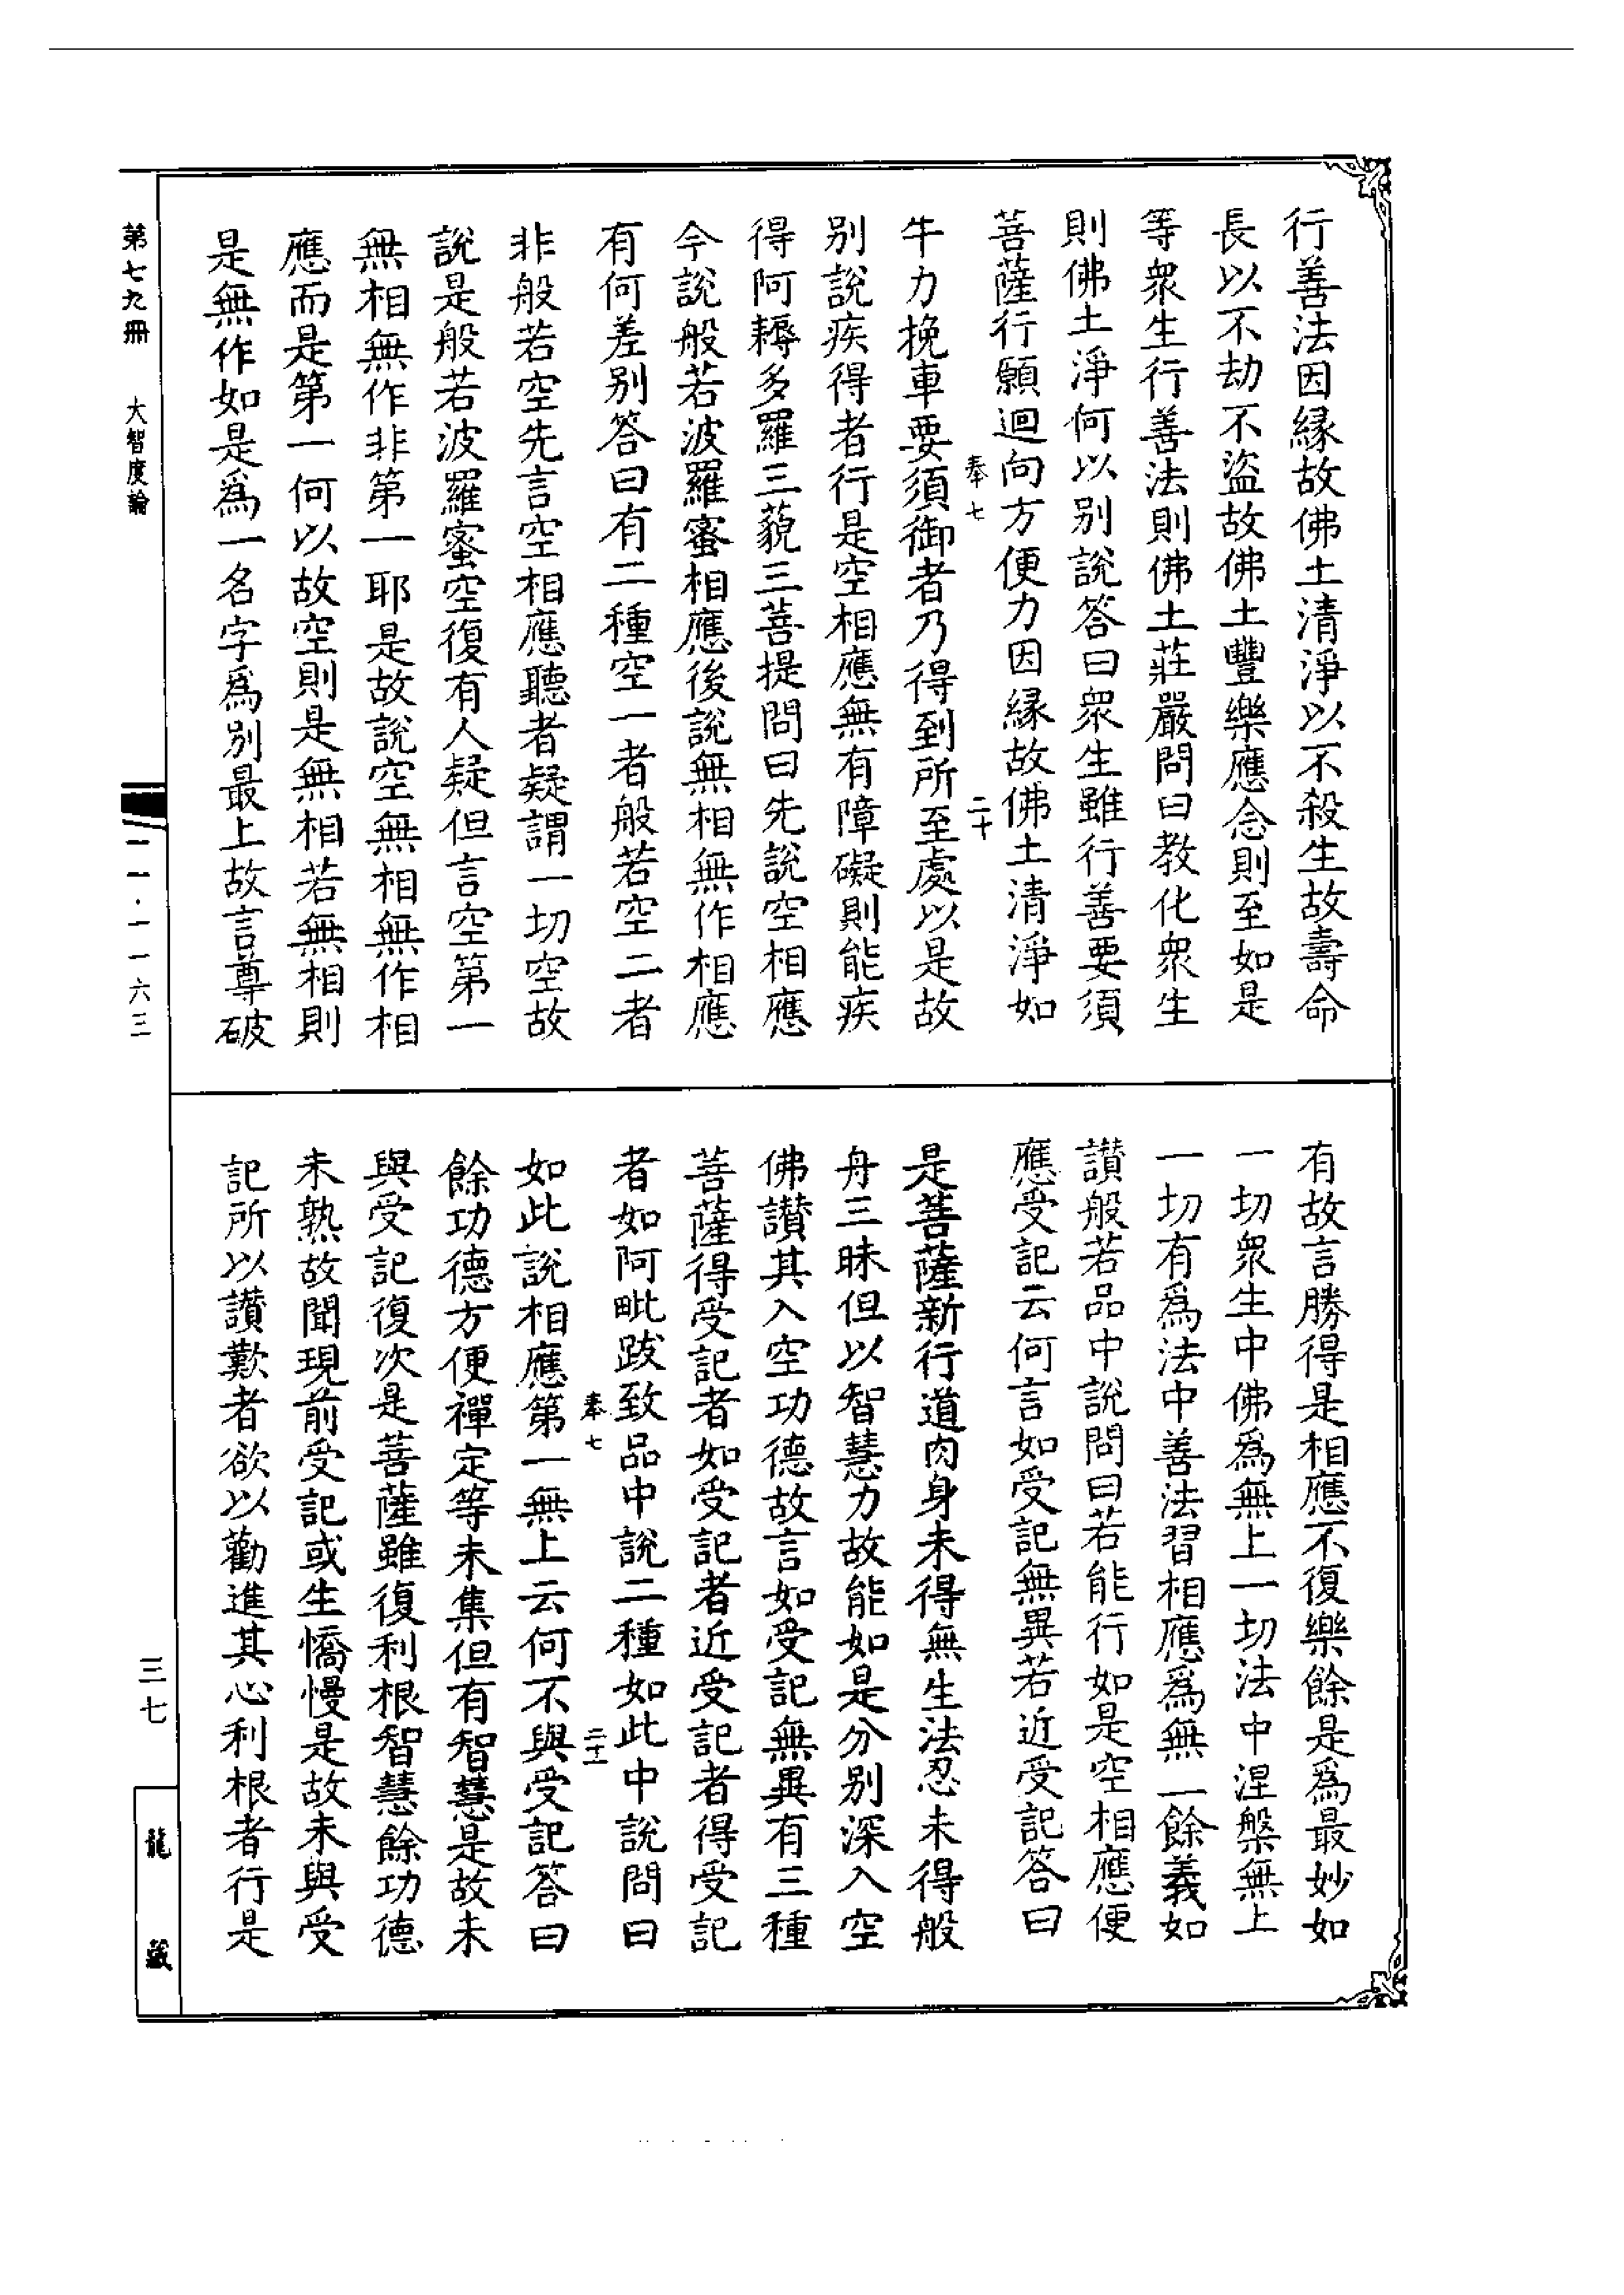 行善法因緣故佛土清淨以不殺生故壽命
長以不劫不盜故佛土豐樂應念則至如是
等衆生行善法則佛土莊嚴問曰教化衆生
則佛土淨何以別說答曰衆生雖行善要須
菩薩行願迴向方便力因緣故佛土清淨如
奉七 二十
牛力挽車要須御者乃得到所至處以是故
別說疾得者行是空相應無有障礙則能疾
得阿耨多羅三藐三菩提問曰先說空相應
今說般若波羅蜜相應後說無相無作相應
有何差別答曰有二種空一者般若空二者
非般若空先言空相應聽者疑謂一切空故
說是般若波羅蜜空復有人疑但言空第一
無相無作非第一耶是故說空無相無作相
應而是第一何以故空則是無相若無相則
是無作如是爲一名字爲別最上故言尊破
有故言勝得是相應不復樂餘是爲最妙如
一切衆生中佛爲無上一切法中涅槃無上
一切有爲法中善法習相應爲無一餘義如
讚般若品中說問曰若能行如是空相應便
應受記云何言如受記無異若近受記答曰
是菩薩新行道肉身未得無生法忍未得般
舟三昧但以智慧力故能如是分別深入空
佛讚其入空功德故言如受記無異有三種
菩薩得受記者如受記者近受記者得受記
者如阿毗跋致品中說二種如此中說問曰
奉七 二十一
如此說相應第一無上云何不與受記答曰
餘功德方便禪定等未集但有智慧是故未
與受記復次是菩薩雖復利根智慧餘功德
未熟故聞現前受記或生憍慢是故未與受
記所以讚歎者欲以勸進其心利根者行是
第七九冊 大智度論
一一·一一六三
三七
龍藏